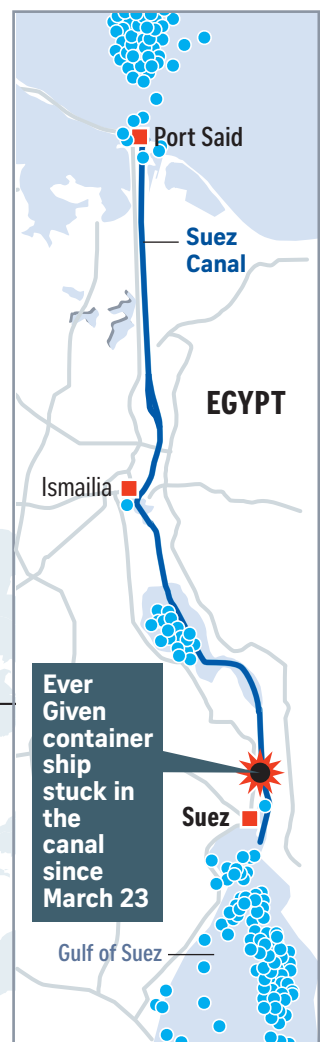 Port Said
Suez
Canal
EGYPT
Ismailia
Ever
Given
container
ship
stuck in
the
canal
since
March 23
Suez
Gulf of Suez